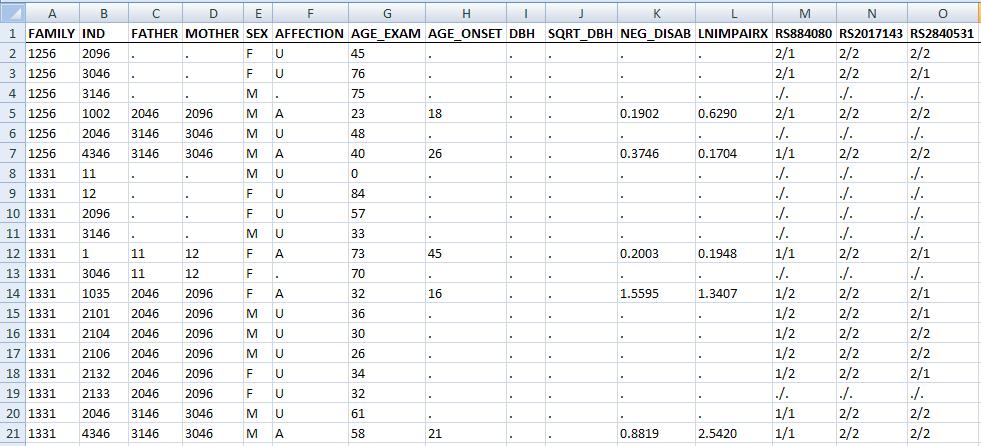 A B C D E F G H I J K L M N O
1 FAMILY IND FATHER MOTHER SEX AFFECTION AGE_EXAM AGE_ONSET DBH SQRT_DBH NEG_DISAB LNIMPAIRX RS884080 RS2017143 RS2840531
2 1256 2096 . . F U 45 . . . . . 2/1 2/2 2/2
3 1256 3046 . . F U 76 . . . . . 2/1 2/2 2/1
4 1256 3146 . . M . 75 . . . . . ./. ./. ./.
5 1256 1002 2046 2096 M A 23 18 . . 0.1902 0.6290 2/1 2/2 2/2
6 1256 2046 3146 3046 M U 48 . . . . . ./. ./. ./.
7 1256 4346 3146 3046 M A 40 26 . . 0.3746 0.1704 1/1 2/2 2/2
8 1331 11 . . M U 0 . . . . . ./. ./. ./.
9 1331 12 . . F U 84 . . . . . ./. ./. ./.
10 1331 2096 . . F U 57 . . . . . ./. ./. ./.
11 1331 3146 . . M U 33 . . . . . ./. ./. ./.
12 1331 1 11 12 F A 73 45 . . 0.2003 0.1948 1/1 2/2 2/1
13 1331 3046 11 12 F . 70 . . . . . ./. ./. ./.
14 1331 1035 2046 2096 F A 32 16 . . 1.5595 1.3407 1/2 2/2 2/1
15 1331 2101 2046 2096 M U 36 . . . . . 1/2 2/2 2/1
16 1331 2104 2046 2096 M U 30 . . . . . 1/2 2/2 2/2
17 1331 2106 2046 2096 M U 26 . . . . . 1/2 2/2 2/2
18 1331 2132 2046 2096 F U 34 . . . . . 1/2 2/2 2/1
19 1331 2133 2046 2096 F U 32 . . . . . ./. ./. ./.
20 1331 2046 3146 3046 M U 61 . . . . . 1/1 2/2 2/2
21 1331 4346 3146 3046 M A 58 21 . . 0.8819 2.5420 1/1 2/2 2/2